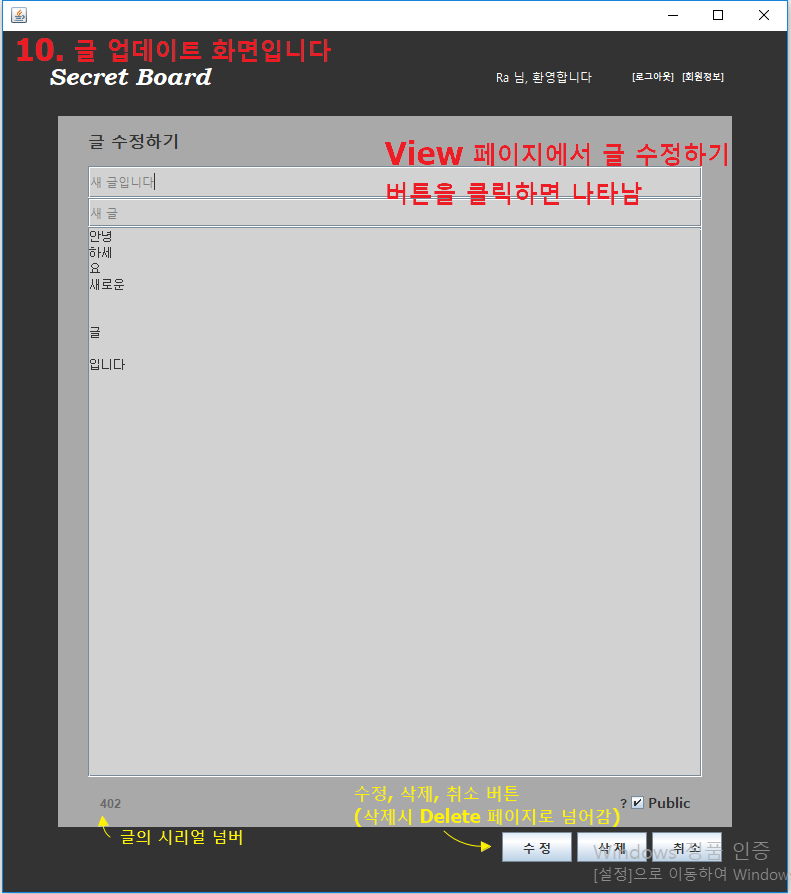 10. 글 업데이트 화면입니다
Secret Board
Ra 님, 환영합니다 [로그아웃] [회원정보]
글 수정하기
View 페이지에서 글 수정하기
버튼을 클릭하면 나타남
새 글입니다
새 글
안녕
하세
요
새로운
글
입니다
402
글의 시리얼 넘버
수정, 삭제, 취소 버튼
(삭제시 Delete 페이지로 넘어감)
? Public
수 정 삭 제 취 소
Windows 정품 인증
[설정]으로 이동하여 Window